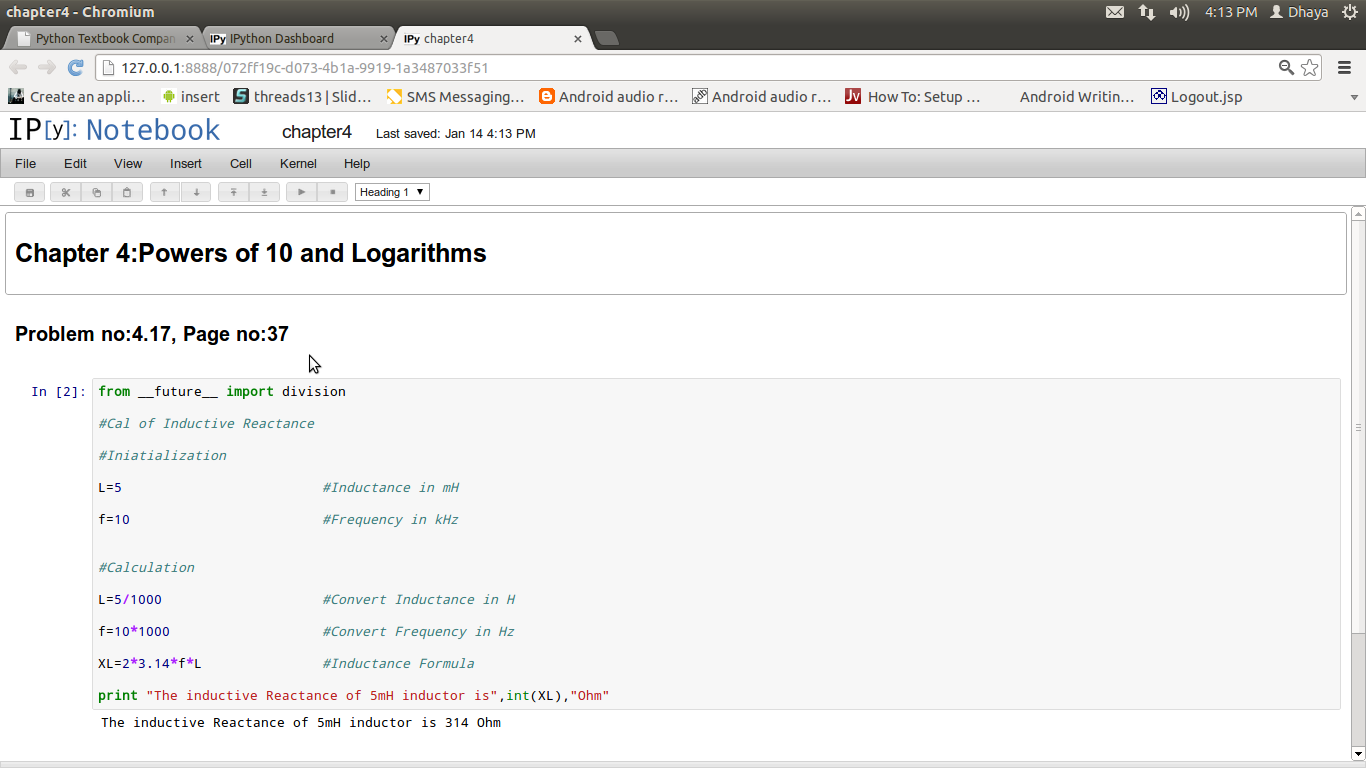 chapter4 - Chromium 4:13 PM Dhaya
Python Textbook Compan IPy IPython Dashboard IPy chapter4
127.0.0.1:8888/072ff19c-d073-4b1a-9919-1a3487033f51
Create an appli... insert threads13 | Slid... SMS Messaging... Android audio r... Android audio r... How To: Setup ... Android Writin... Logout.jsp
IP[y]: Notebook chapter4 Last saved: Jan 14 4:13 PM
File Edit View Insert Cell Kernel Help
Heading 1
Chapter 4:Powers of 10 and Logarithms
Problem no:4.17, Page no:37
In [2]: from __future__ import division
#Cal of Inductive Reactance
#Iniatialization
L=5 #Inductance in mH
f=10 #Frequency in kHz
#Calculation
L=5/1000 #Convert Inductance in H
f=10*1000 #Convert Frequency in Hz
XL=2*3.14*f*L #Inductance Formula
print "The inductive Reactance of 5mH inductor is",int(XL),"Ohm"
The inductive Reactance of 5mH inductor is 314 Ohm